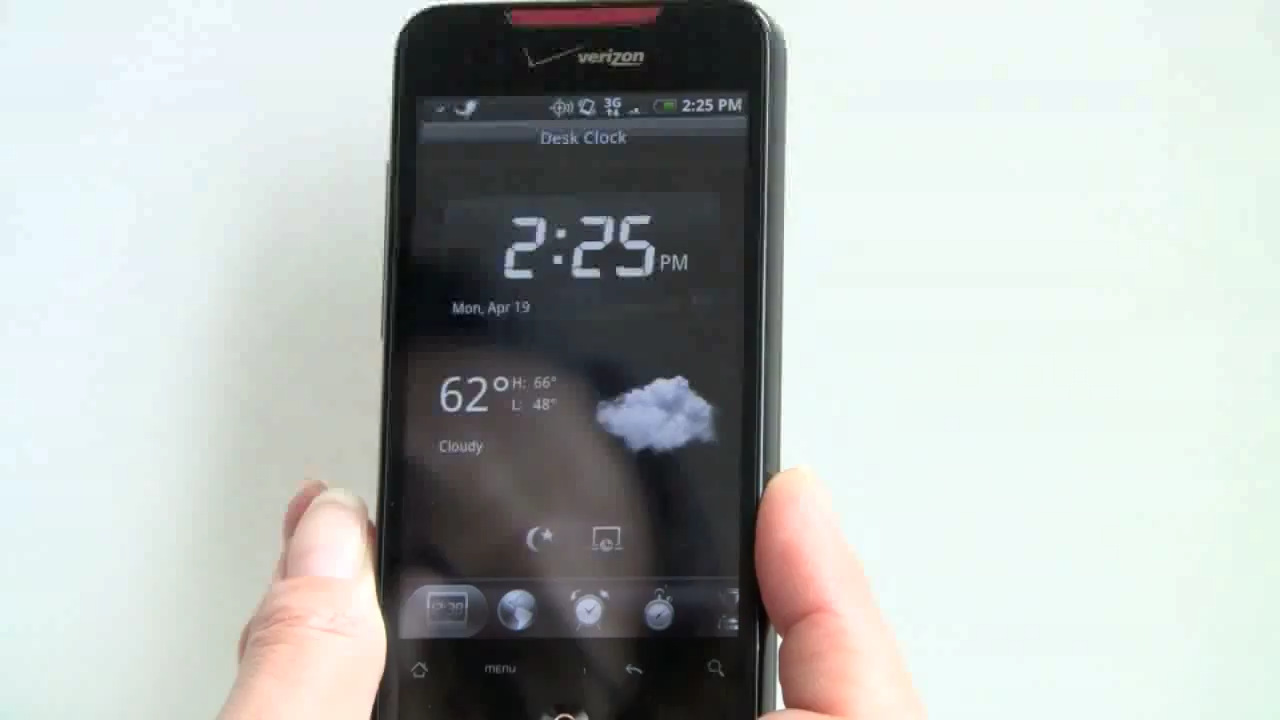 verizon
3G 2:25 PM
Desk Clock
2:25 PM
Mon, Apr 19
62° H: 66°
L: 48°
Cloudy
MENU